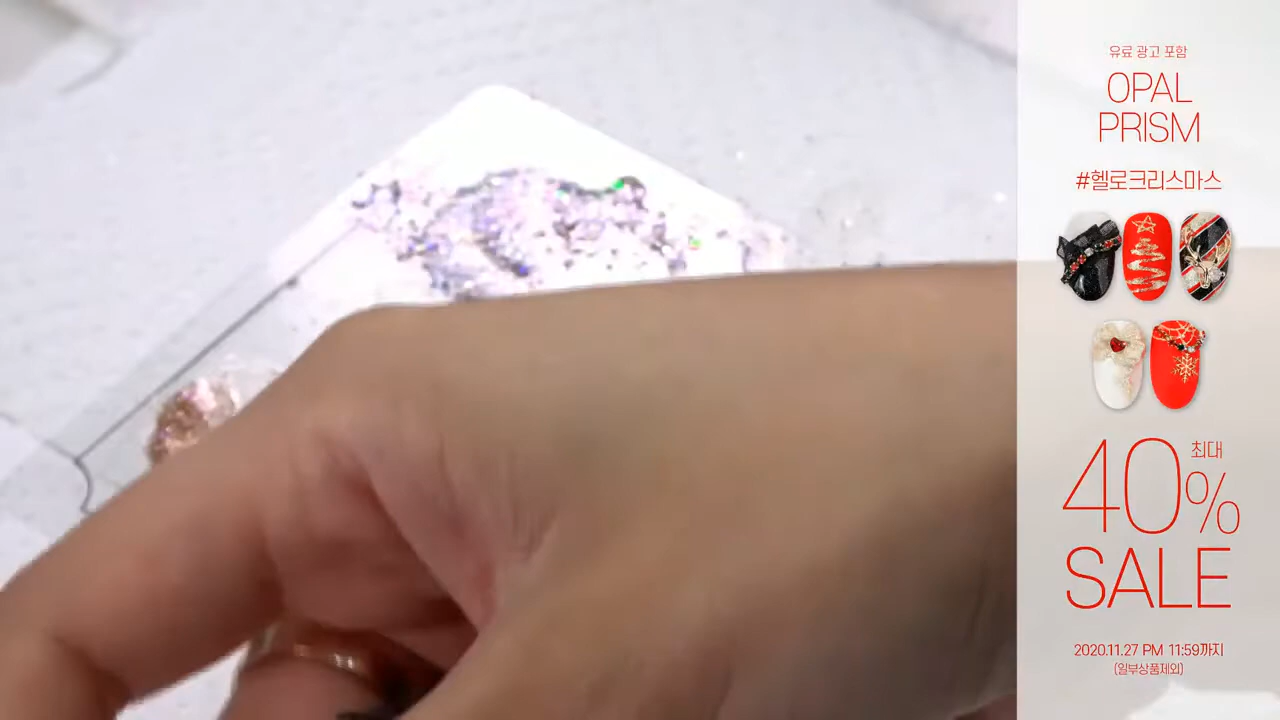 유료 광고 포함
OPAL
PRISM
#헬로크리스마스
최대
40%
SALE
2020.11.27 PM 11:59까지
(일부상품제외)